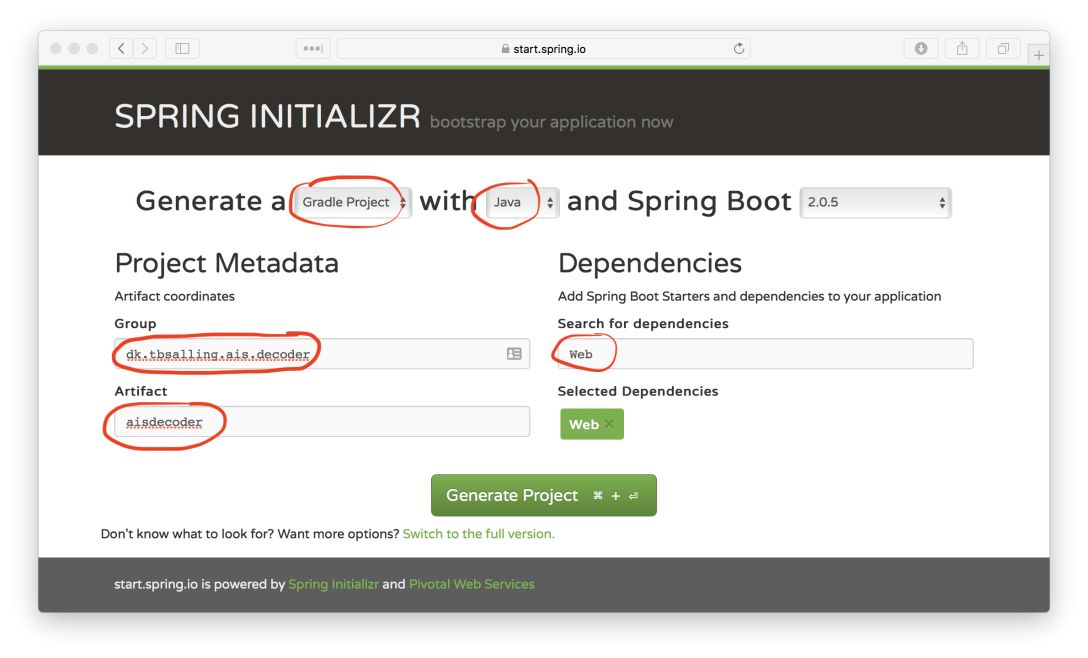 start.spring.io
SPRING INITIALIZR bootstrap your application now
Generate a Gradle Project with Java and Spring Boot 2.0.5
Project Metadata
Artifact coordinates
Group
dk.tbsalling.ais.decoder
Artifact
aisdecoder
Dependencies
Add Spring Boot Starters and dependencies to your application
Search for dependencies
Web
Selected Dependencies
Web ×
Generate Project ⌘ + ⏎
Don't know what to look for? Want more options? Switch to the full version.
start.spring.io is powered by Spring Initializr and Pivotal Web Services